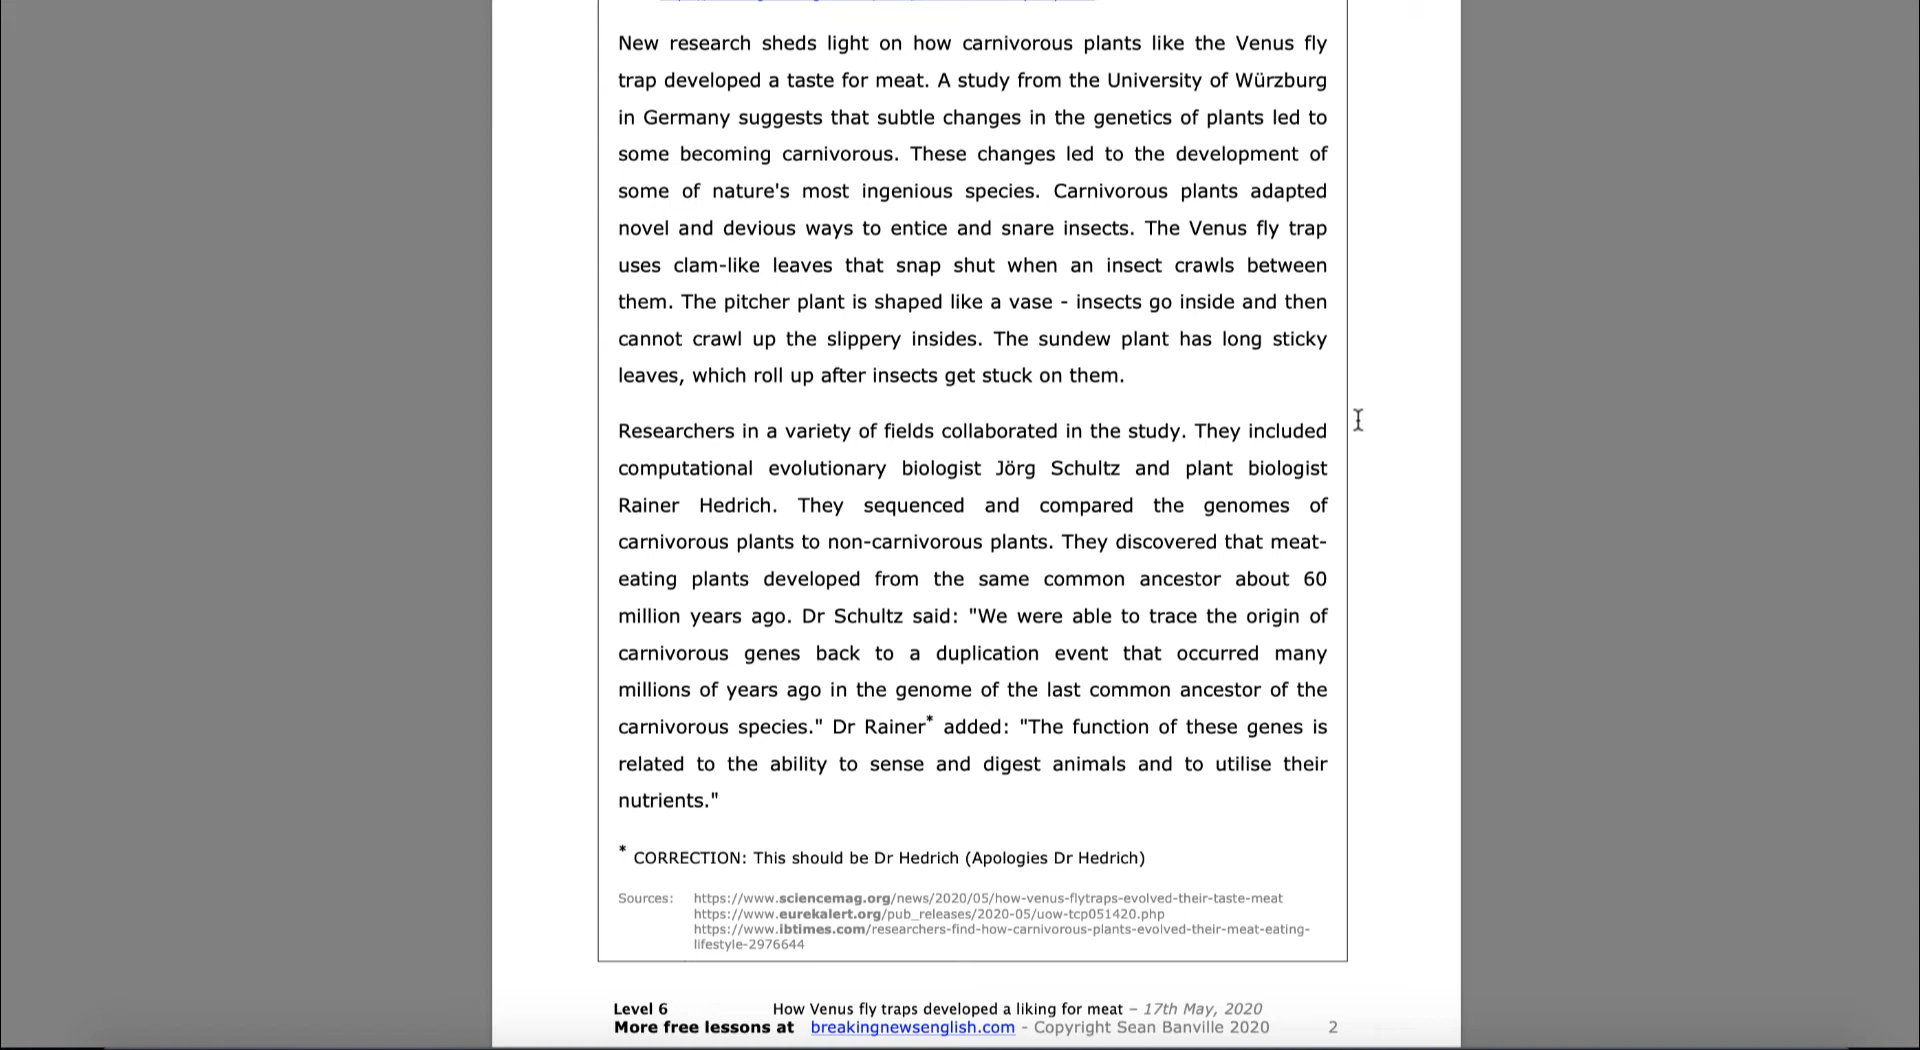 New research sheds light on how carnivorous plants like the Venus fly
trap developed a taste for meat. A study from the University of Würzburg
in Germany suggests that subtle changes in the genetics of plants led to
some becoming carnivorous. These changes led to the development of
some of nature's most ingenious species. Carnivorous plants adapted
novel and devious ways to entice and snare insects. The Venus fly trap
uses clam-like leaves that snap shut when an insect crawls between
them. The pitcher plant is shaped like a vase - insects go inside and then
cannot crawl up the slippery insides. The sundew plant has long sticky
leaves, which roll up after insects get stuck on them.
Researchers in a variety of fields collaborated in the study. They included
computational evolutionary biologist Jörg Schultz and plant biologist
Rainer Hedrich. They sequenced and compared the genomes of
carnivorous plants to non-carnivorous plants. They discovered that meat-
eating plants developed from the same common ancestor about 60
million years ago. Dr Schultz said: "We were able to trace the origin of
carnivorous genes back to a duplication event that occurred many
millions of years ago in the genome of the last common ancestor of the
carnivorous species." Dr Rainer* added: "The function of these genes is
related to the ability to sense and digest animals and to utilise their
nutrients."
* CORRECTION: This should be Dr Hedrich (Apologies Dr Hedrich)
Sources: https://www.sciencemag.org/news/2020/05/how-venus-flytraps-evolved-their-taste-meat
https://www.eurekalert.org/pub_releases/2020-05/uow-tcp051420.php
https://www.ibtimes.com/researchers-find-how-carnivorous-plants-evolved-their-meat-eating-
lifestyle-2976644
Level 6 How Venus fly traps developed a liking for meat – 17th May, 2020
More free lessons at breakingnewsenglish.com - Copyright Sean Banville 2020 2